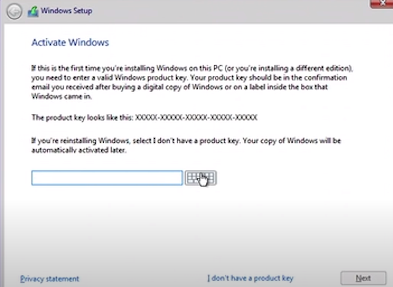 Windows Setup
Activate Windows
If this is the first time you're installing Windows on this PC (or you're installing a different edition),
you need to enter a valid Windows product key. Your product key should be in the confirmation
email you received after buying a digital copy of Windows or on a label inside the box that
Windows came in.
The product key looks like this: XXXXX-XXXXX-XXXXX-XXXXX-XXXXX
If you're reinstalling Windows, select I don't have a product key. Your copy of Windows will be
automatically activated later.
Privacy statement
I don't have a product key
Next